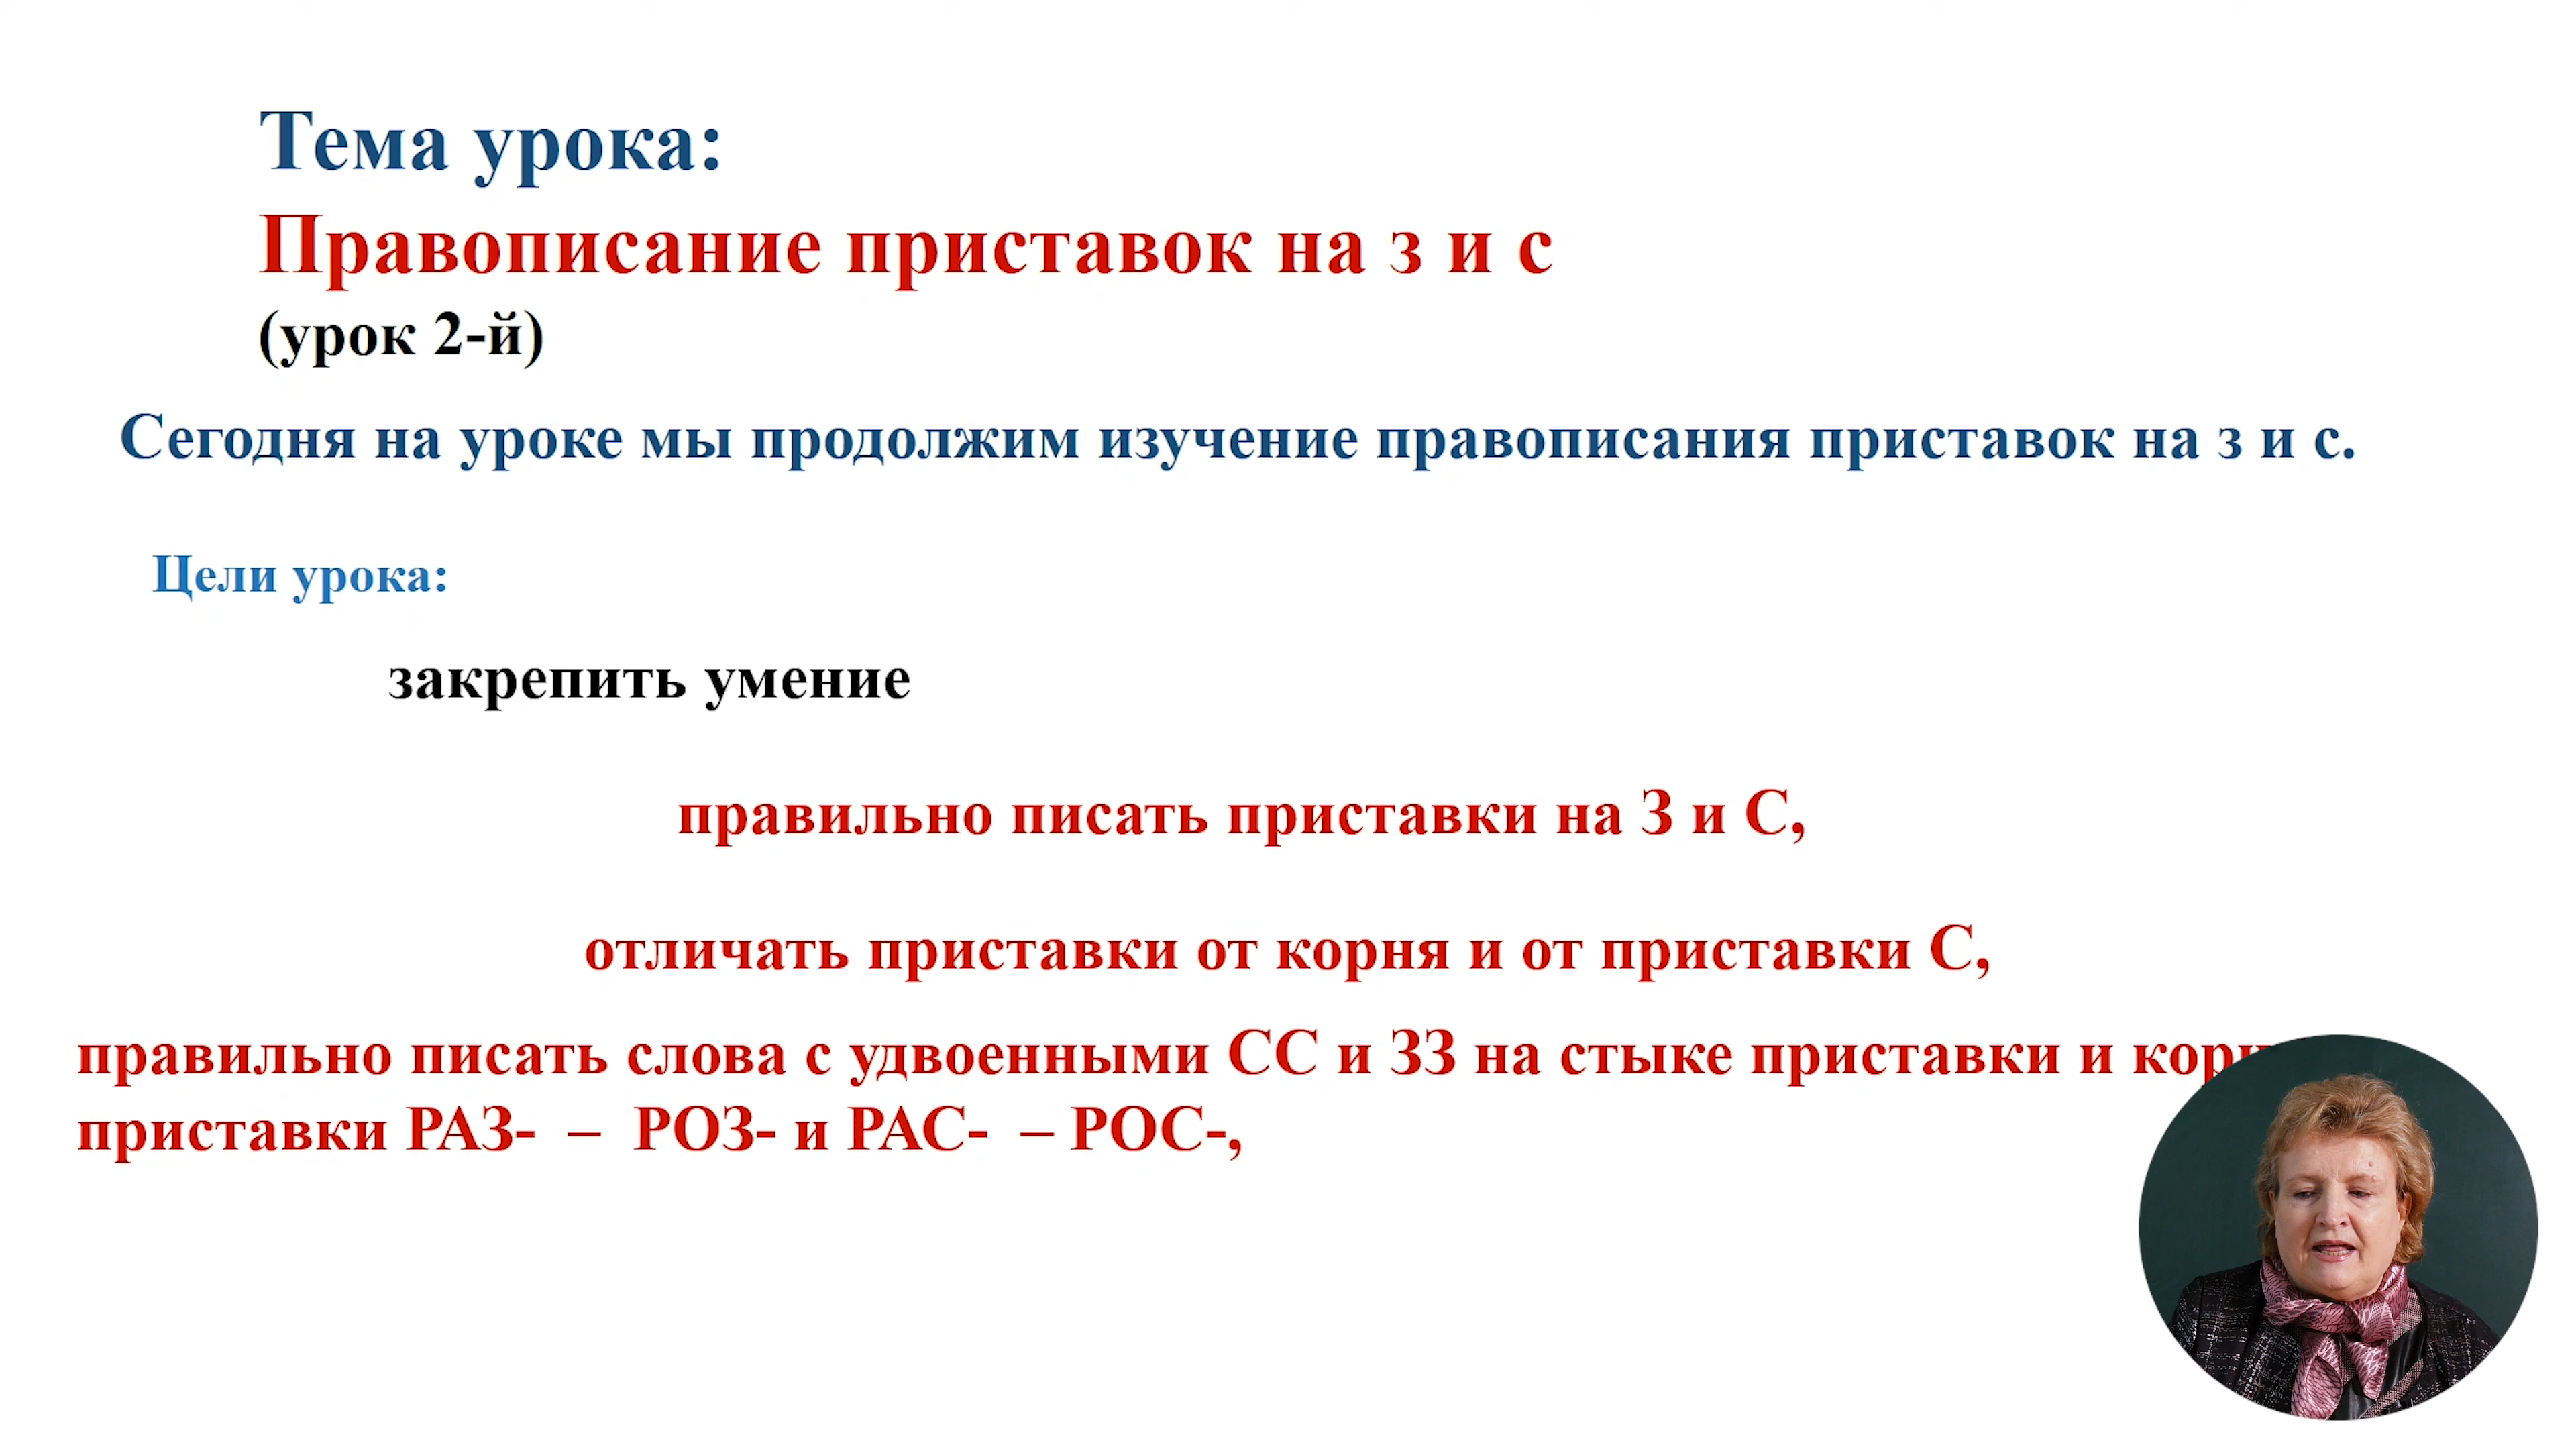 Тема урока:
Правописание приставок на з и с
(урок 2-й)
Сегодня на уроке мы продолжим изучение правописания приставок на з и с.
Цели урока:
закрепить умение
правильно писать приставки на З и С,
отличать приставки от корня и от приставки С,
правильно писать слова с удвоенными СС и ЗЗ на стыке приставки и
приставки РАЗ- – РОЗ- и РАС- – РОС-,